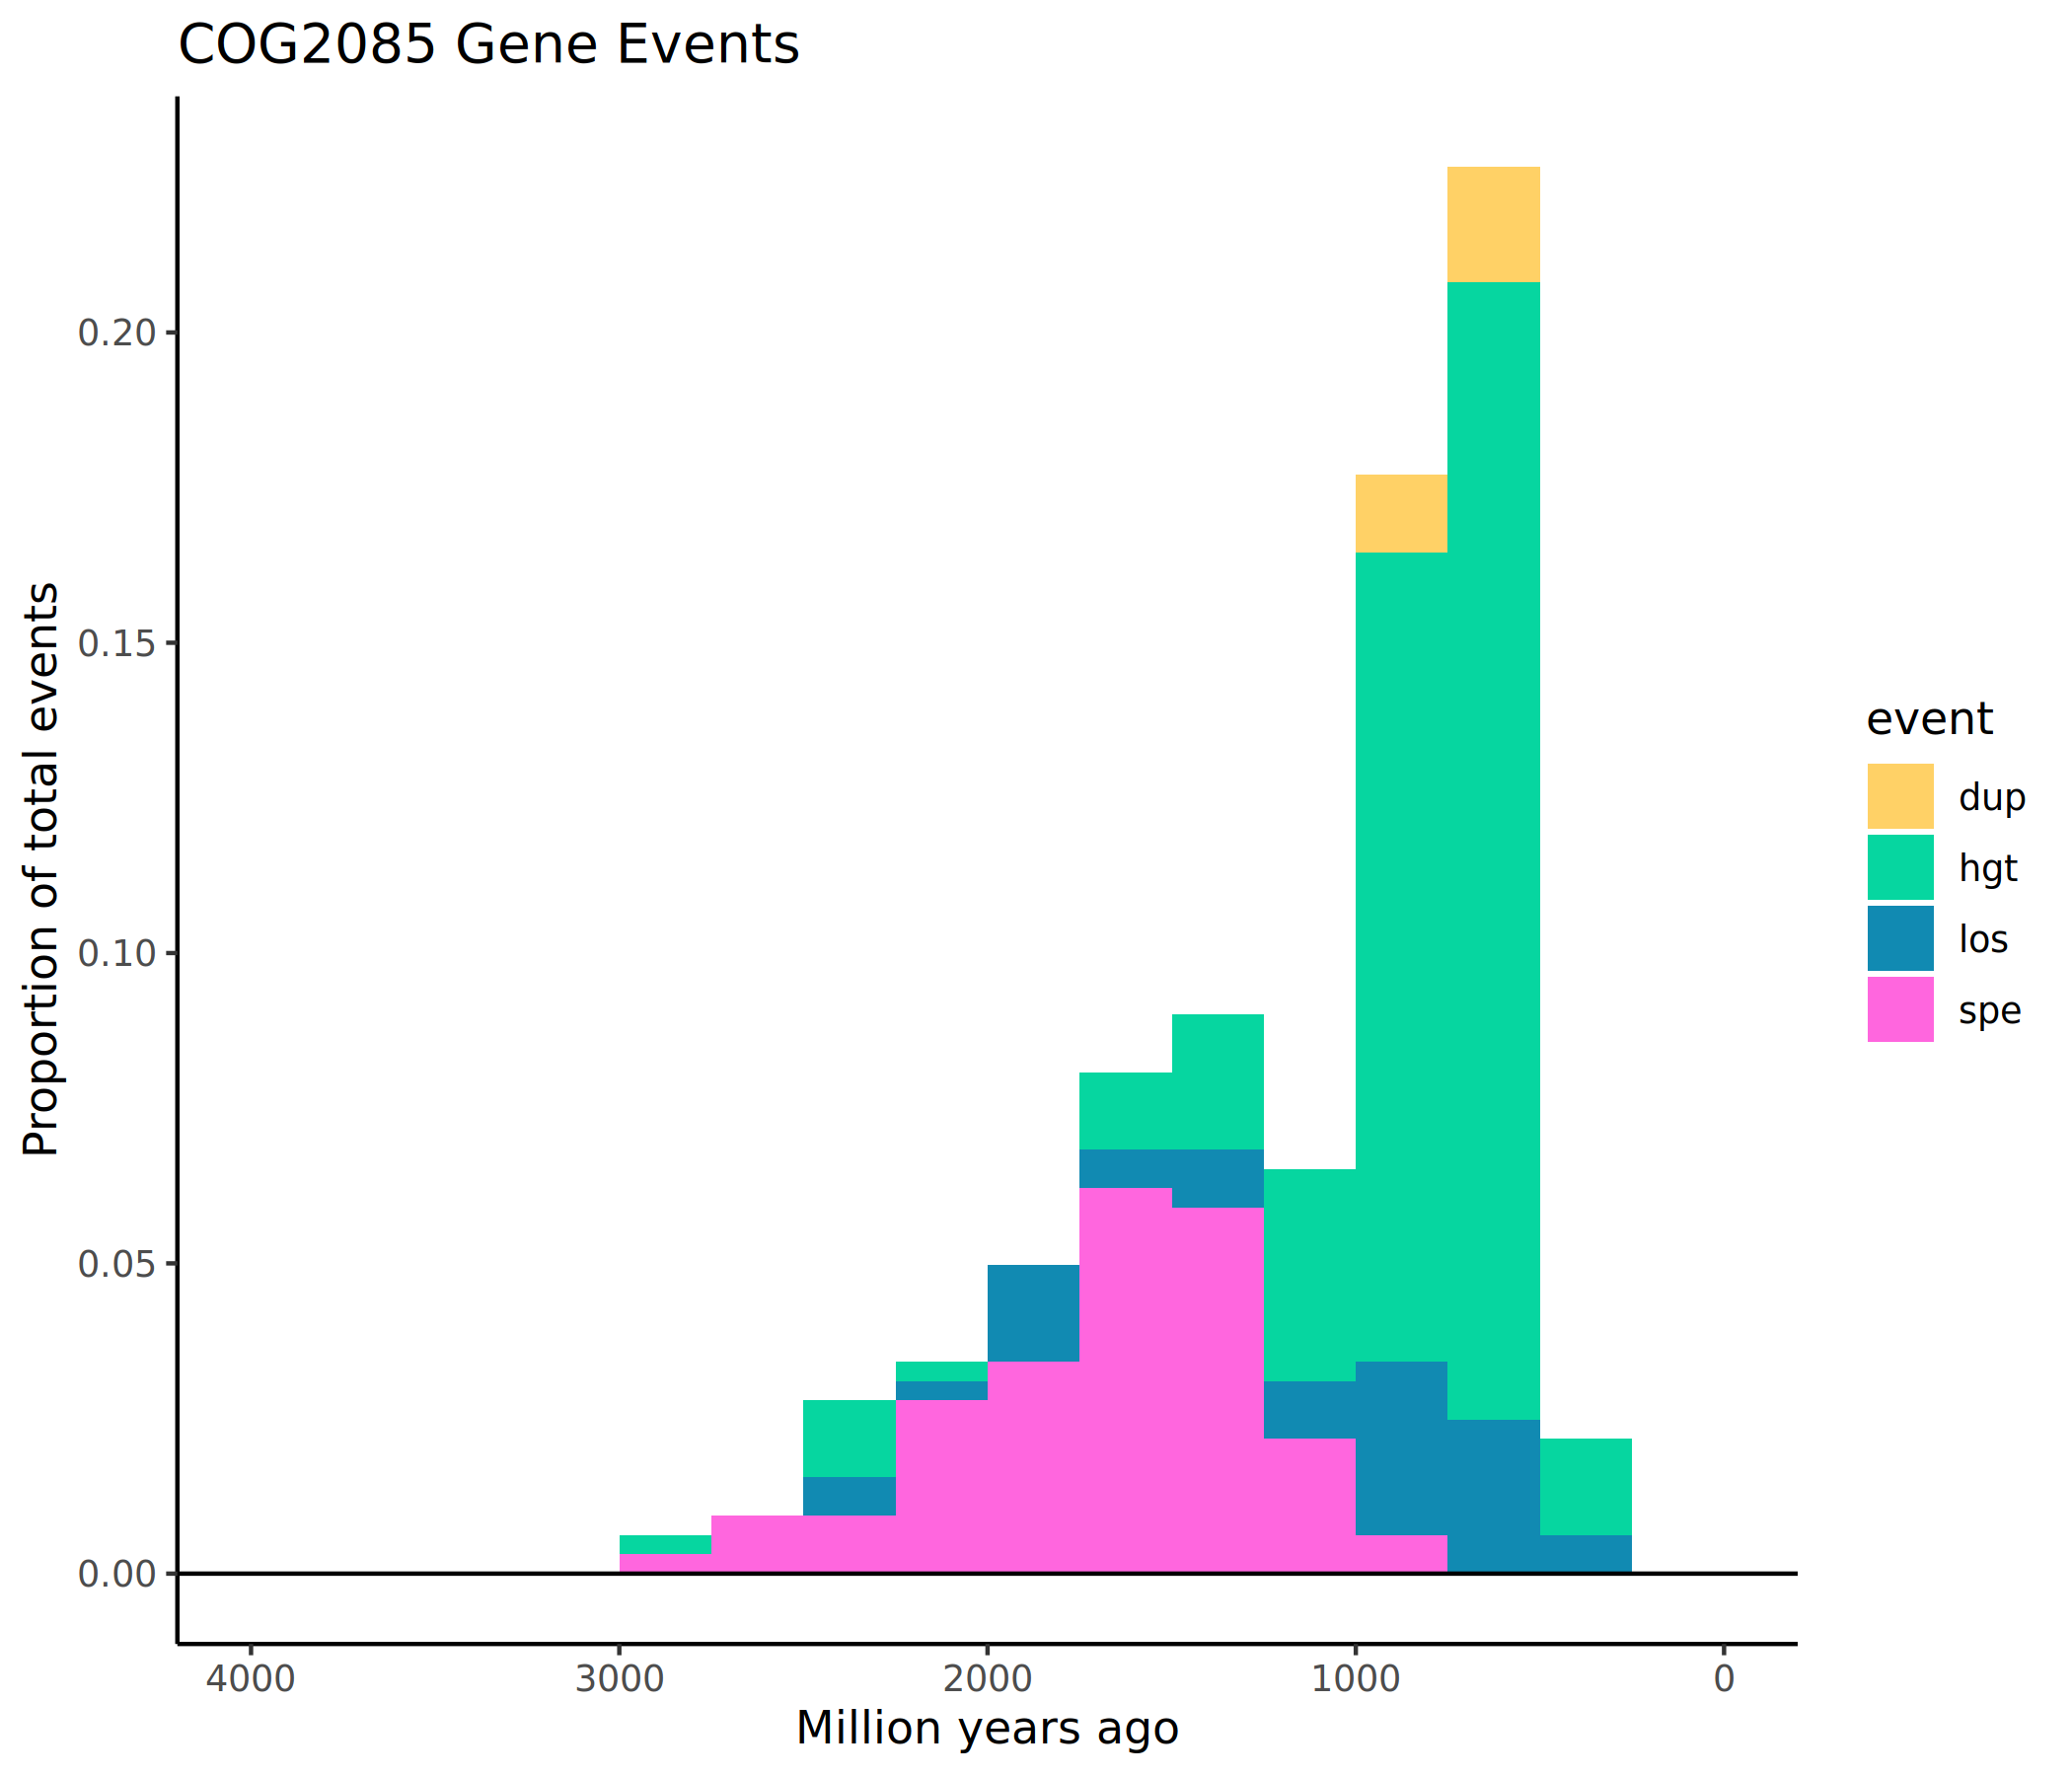 COG2085 Gene Events
Proportion of total events
0.20
0.15
0.10
0.05
0.00
4000 3000 2000 1000 0
Million years ago
event
dup
hgt
los
spe